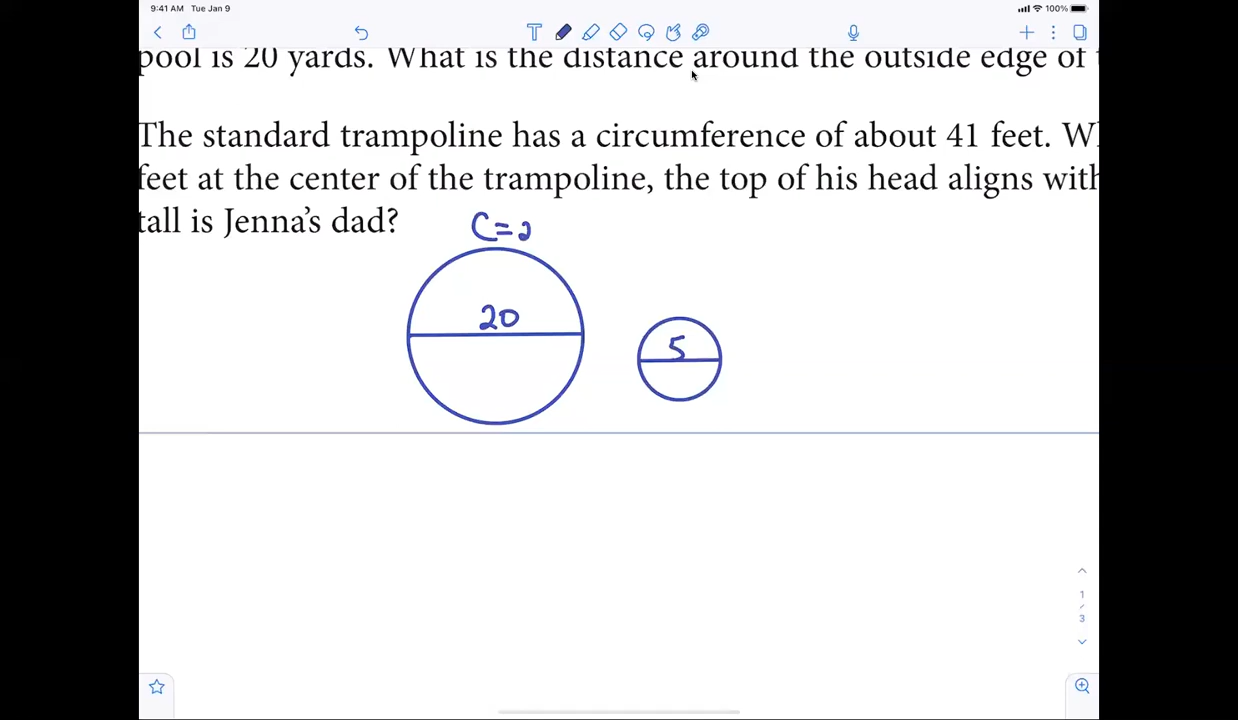 9:41 AM Tue Jan 9
100%
pool is 20 yards. What is the distance around the outside edge of
The standard trampoline has a circumference of about 41 feet.
feet at the center of the trampoline, the top of his head aligns with
tall is Jenna's dad?
C=2
20
5
1
/
3